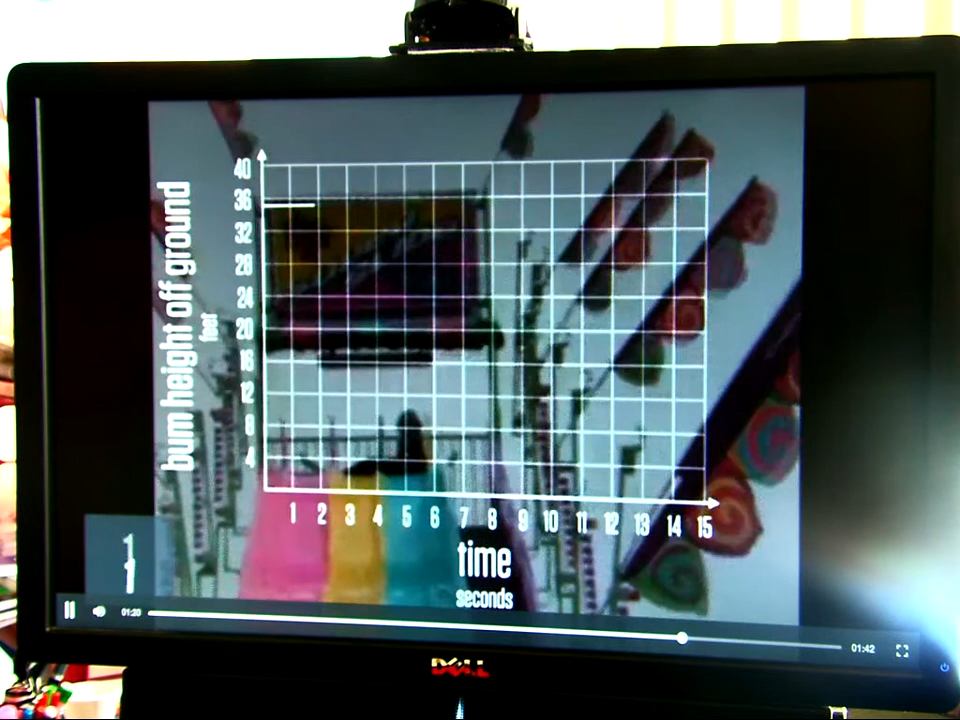 bum height off ground
feet
40
36
32
28
24
20
16
12
8
4
1 2 3 4 5 6 7 8 9 10 11 12 13 14 15
time
seconds
1
01:20
01:42
DELL